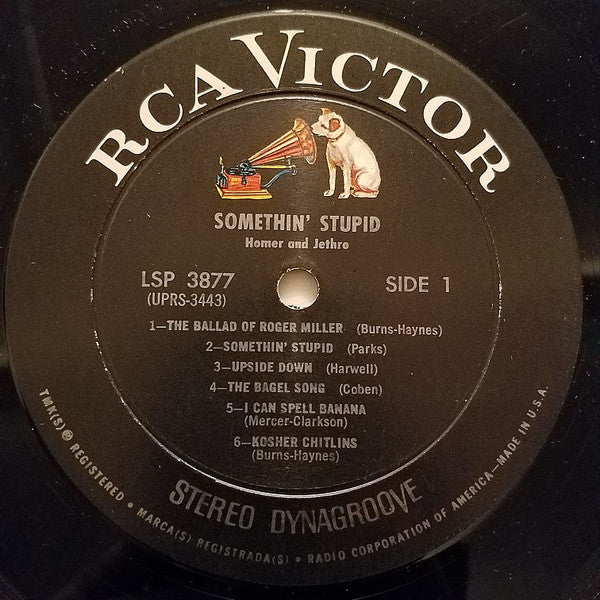 RCA VICTOR
SOMETHIN' STUPID
Homer and Jethro
LSP 3877
(UPRS-3443)
SIDE 1
1—THE BALLAD OF ROGER MILLER (Burns-Haynes)
2—SOMETHIN' STUPID (Parks)
3—UPSIDE DOWN (Harwell)
4—THE BAGEL SONG (Coben)
5—I CAN SPELL BANANA
(Mercer-Clarkson)
6—KOSHER CHITLINS
(Burns-Haynes)
STEREO DYNAGROOVE
TMK(S) ® REGISTERED • MARCA(S) REGISTRADA(S) • RADIO CORPORATION OF AMERICA—MADE IN U.S.A.